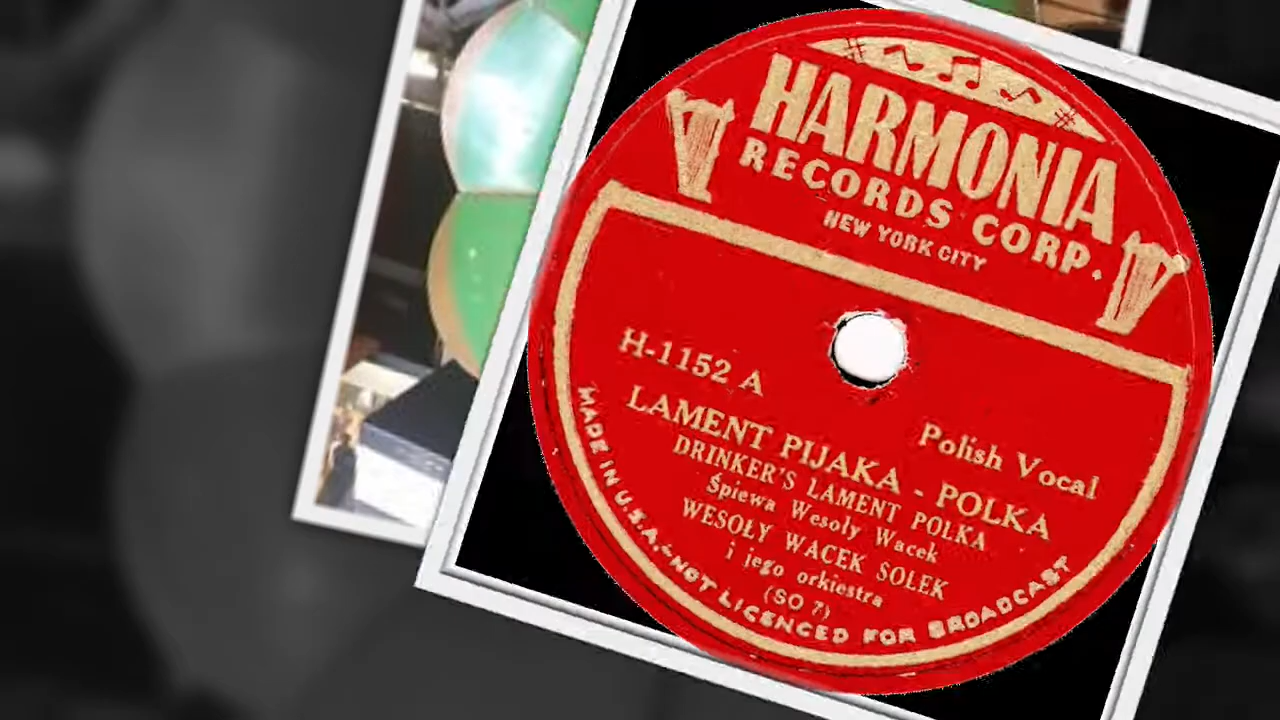 HARMONIA
RECORDS CORP.
NEW YORK CITY
H-1152 A
Polish Vocal
LAMENT PIJAKA - POLKA
DRINKER'S LAMENT POLKA
Śpiewa Wesoły Wacek
WESOŁY WACEK SOLEK
i jego orkiestra
(SO 7)
MADE IN U.S.A.-NOT LICENCED FOR BROADCAST